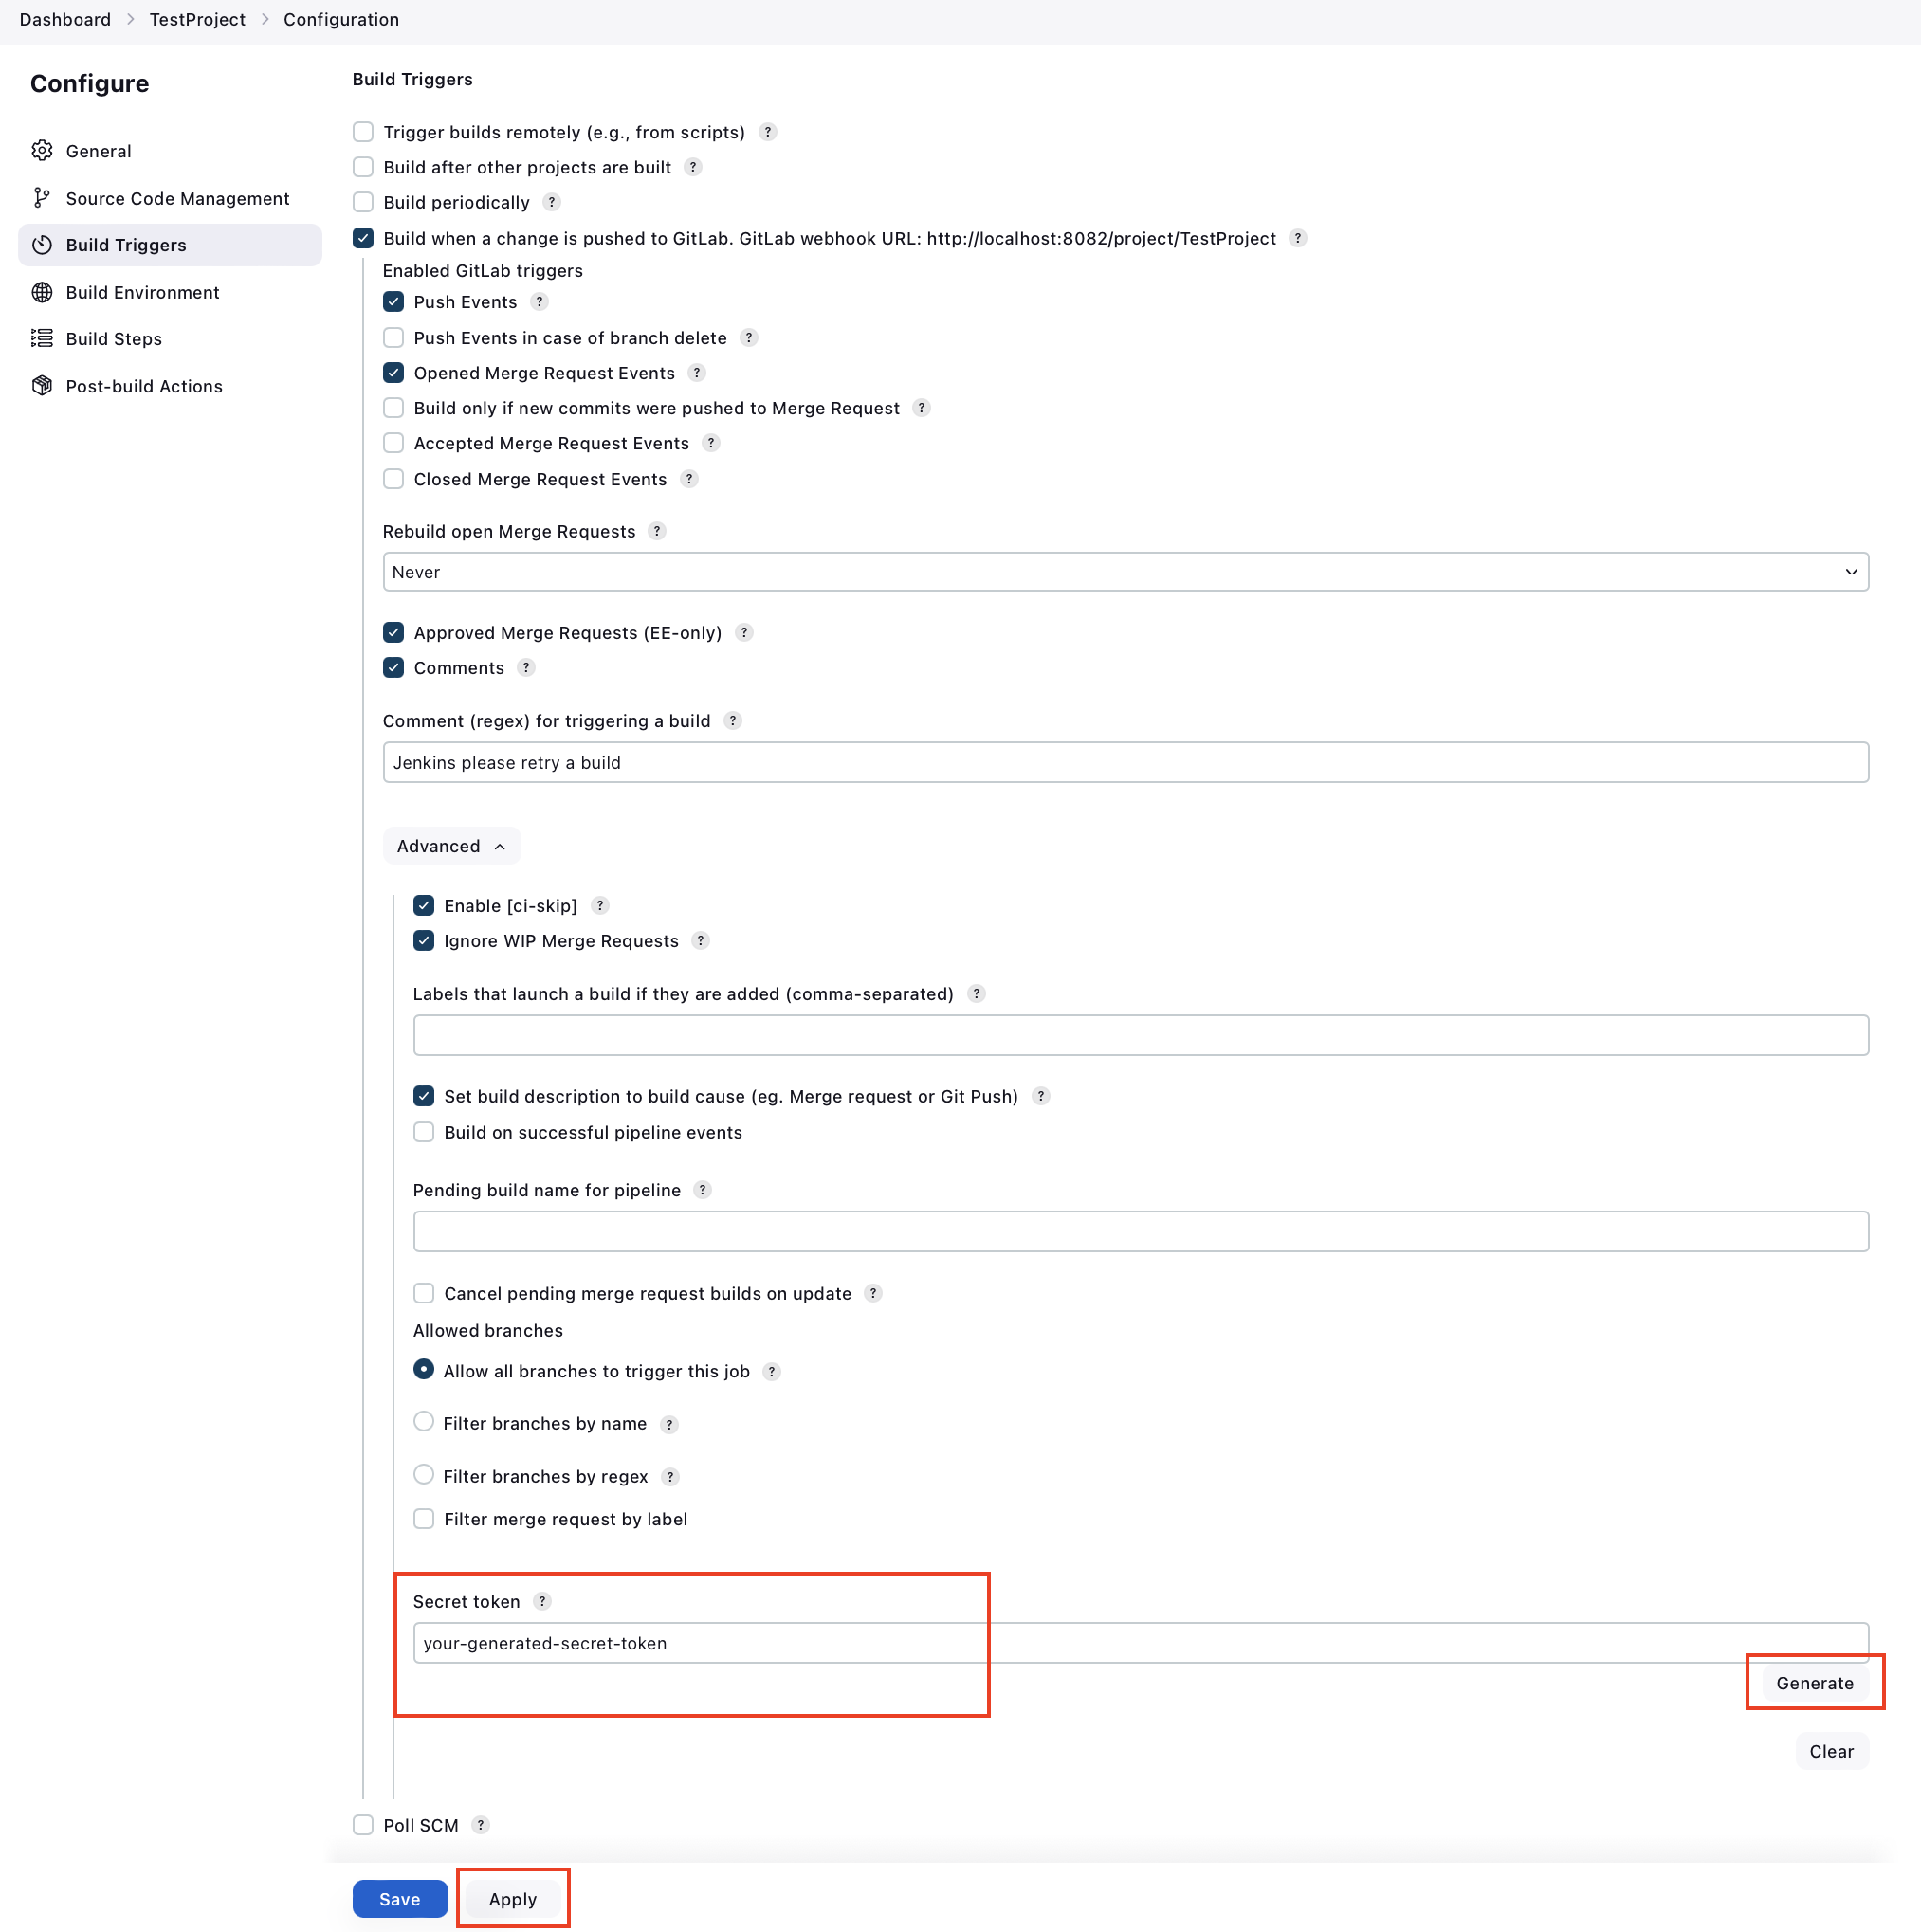 Dashboard > TestProject > Configuration
Configure
General
Source Code Management
Build Triggers
Build Environment
Build Steps
Post-build Actions
Build Triggers
Trigger builds remotely (e.g., from scripts) ?
Build after other projects are built ?
Build periodically ?
Build when a change is pushed to GitLab. GitLab webhook URL: http://localhost:8082/project/TestProject ?
Enabled GitLab triggers
Push Events ?
Push Events in case of branch delete ?
Opened Merge Request Events ?
Build only if new commits were pushed to Merge Request ?
Accepted Merge Request Events ?
Closed Merge Request Events ?
Rebuild open Merge Requests ?
Never
Approved Merge Requests (EE-only) ?
Comments ?
Comment (regex) for triggering a build ?
Jenkins please retry a build
Advanced
Enable [ci-skip] ?
Ignore WIP Merge Requests ?
Labels that launch a build if they are added (comma-separated) ?
Set build description to build cause (eg. Merge request or Git Push) ?
Build on successful pipeline events
Pending build name for pipeline ?
Cancel pending merge request builds on update ?
Allowed branches
Allow all branches to trigger this job ?
Filter branches by name ?
Filter branches by regex ?
Filter merge request by label
Secret token ?
your-generated-secret-token
Generate
Clear
Poll SCM ?
Save Apply